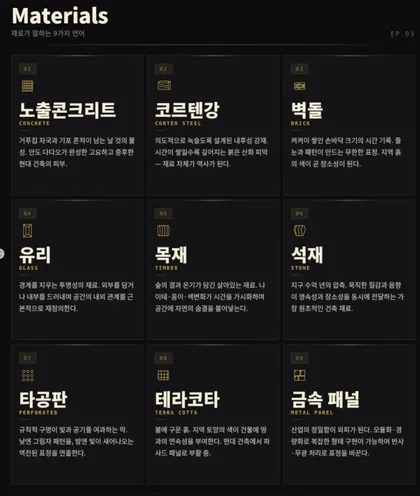 Materials
재료가 말하는 9가지 언어
EP.03
01
노출콘크리트
CONCRETE
거푸집 자국과 기포 흔적이 남는 날 것의 물
성. 안도 다다오가 완성한 고요하고 중후한
현대 건축의 피부.
02
코르텐강
CORTEN STEEL
의도적으로 녹슬도록 설계된 내후성 강재.
시간이 쌓일수록 깊어지는 붉은 산화 피막
— 재료 자체가 역사가 된다.
03
벽돌
BRICK
켜켜이 쌓인 손바닥 크기의 시간 기록. 줄
눈과 패턴이 만드는 무한한 표정. 지역 흙
의 색이 곧 장소성이 된다.
04
유리
GLASS
경계를 지우는 투명성의 재료. 외부를 담거
나 내부를 드러내며 공간의 내외 관계를 근
본적으로 재정의한다.
05
목재
TIMBER
숲의 결과 온기가 담긴 살아있는 재료. 나
이테·옹이·색변화가 시간을 가시화하며
공간에 자연의 숨결을 불어넣는다.
06
석재
STONE
지구 수억 년의 압축. 묵직한 질감과 음향
이 영속성과 장소성을 동시에 전달하는 가
장 원초적인 건축 재료.
07
타공판
PERFORATED
규칙적 구멍이 빛과 공기를 여과하는 막.
낮엔 그림자 패턴을, 밤엔 빛이 새어나오는
역전된 표정을 연출한다.
08
테라코타
TERRA COTTA
불에 구운 흙. 지역 토양의 색이 건물에 땅
과의 연속성을 부여한다. 현대 건축에서 파
사드 패널로 부활 중.
09
금속 패널
METAL PANEL
산업의 정밀함이 외피가 된다. 모듈화·경
량화로 복잡한 형태 구현이 가능하며 반사
·무광 처리로 표정을 바꾼다.